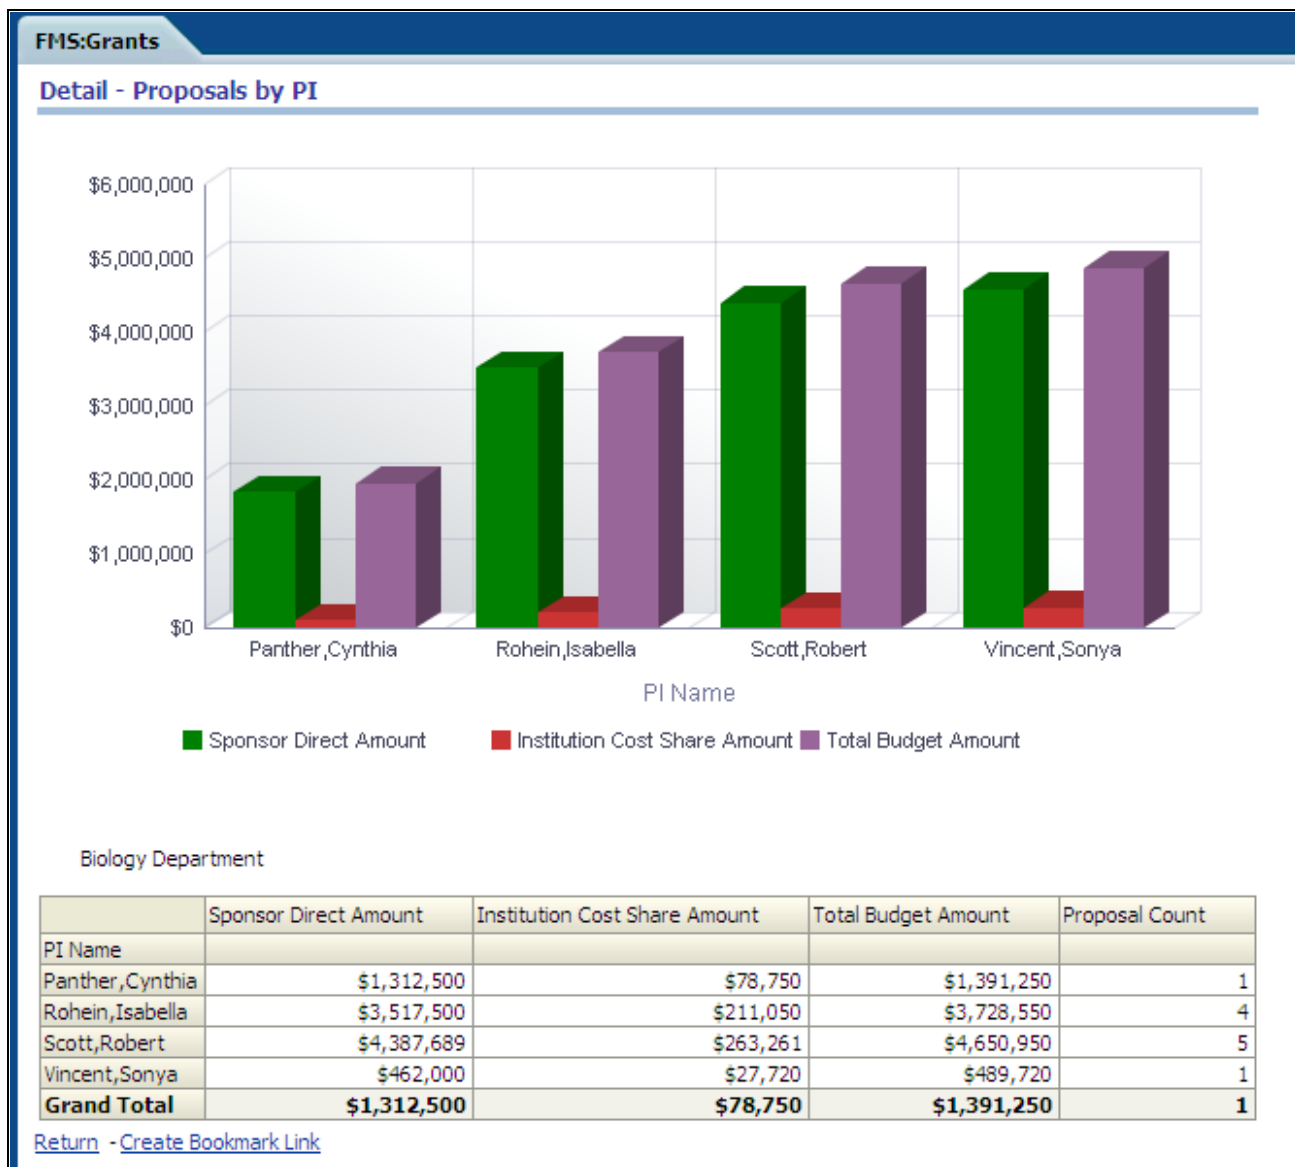 FMS:Grants
Detail - Proposals by PI
$6,000,000
$5,000,000
$4,000,000
$3,000,000
$2,000,000
$1,000,000
$0
Panther,Cynthia Rohein,Isabella Scott,Robert Vincent,Sonya
PI Name
Sponsor Direct Amount Institution Cost Share Amount Total Budget Amount
Biology Department
Sponsor Direct Amount Institution Cost Share Amount Total Budget Amount Proposal Count
PI Name
Panther,Cynthia $1,312,500 $78,750 $1,391,250 1
Rohein,Isabella $3,517,500 $211,050 $3,728,550 4
Scott,Robert $4,387,689 $263,261 $4,650,950 5
Vincent,Sonya $462,000 $27,720 $489,720 1
Grand Total $1,312,500 $78,750 $1,391,250 1
Return - Create Bookmark Link